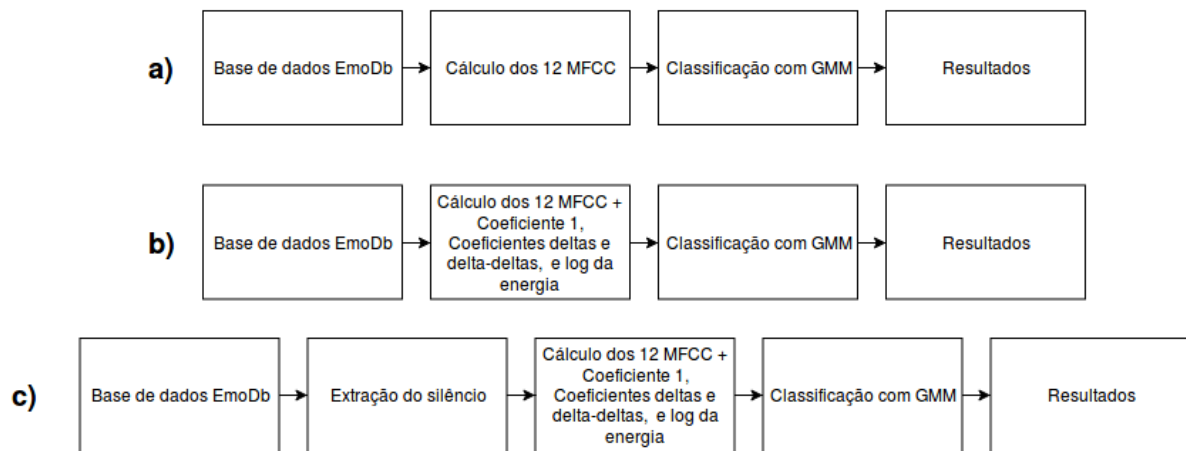 a)
Base de dados EmoDb
Cálculo dos 12 MFCC
Classificação com GMM
Resultados
b)
Base de dados EmoDb
Cálculo dos 12 MFCC +
Coeficiente 1,
Coeficientes deltas e
delta-deltas, e log da
energia
Classificação com GMM
Resultados
c)
Base de dados EmoDb
Extração do silêncio
Cálculo dos 12 MFCC +
Coeficiente 1,
Coeficientes deltas e
delta-deltas, e log da
energia
Classificação com GMM
Resultados